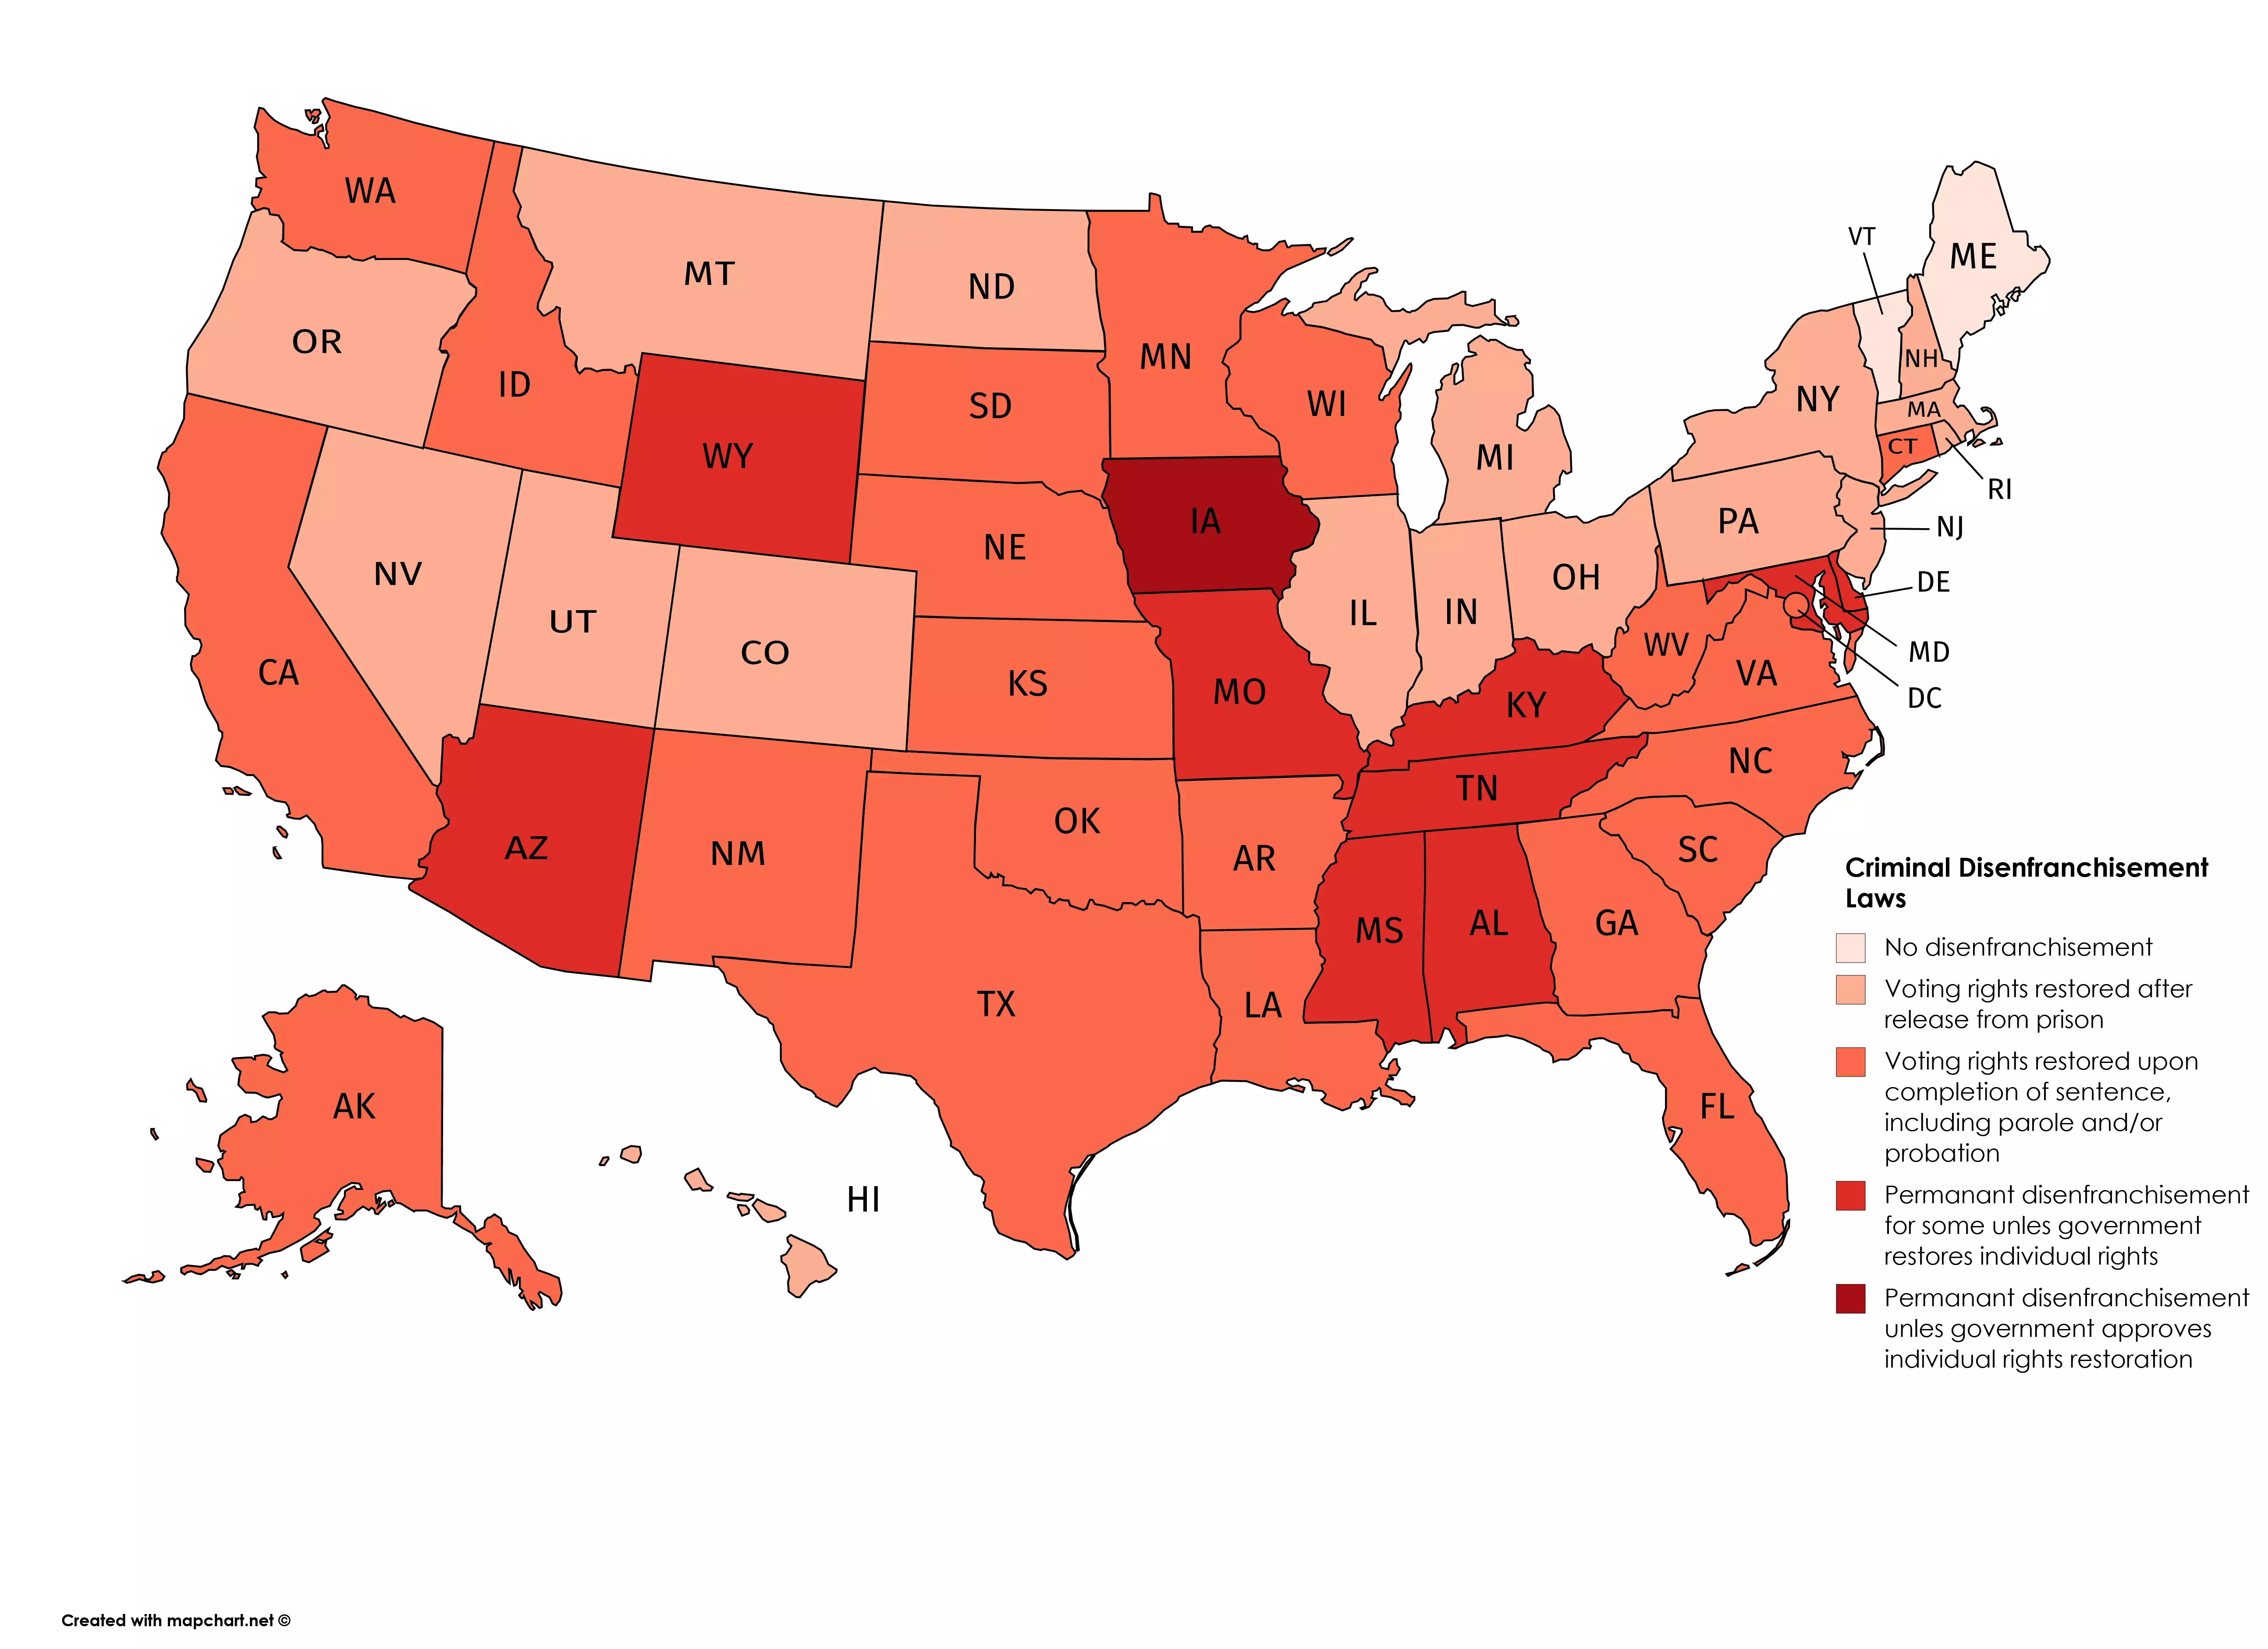 WA
MT
ND
VT
ME
OR
MN
ID
SD
WI
NH
NY
MA
WY
MI
CT
RI
IA
PA
NJ
NE
NV
OH
DE
UT
IL
IN
CO
WV
MD
CA
KS
MO
VA
DC
KY
NC
TN
OK
AZ
NM
AR
SC
MS
AL
GA
TX
LA
AK
FL
HI
Criminal Disenfranchisement
Laws
No disenfranchisement
Voting rights restored after
release from prison
Voting rights restored upon
completion of sentence,
including parole and/or
probation
Permanant disenfranchisement
for some unles government
restores individual rights
Permanant disenfranchisement
unles government approves
individual rights restoration
Created with mapchart.net ©